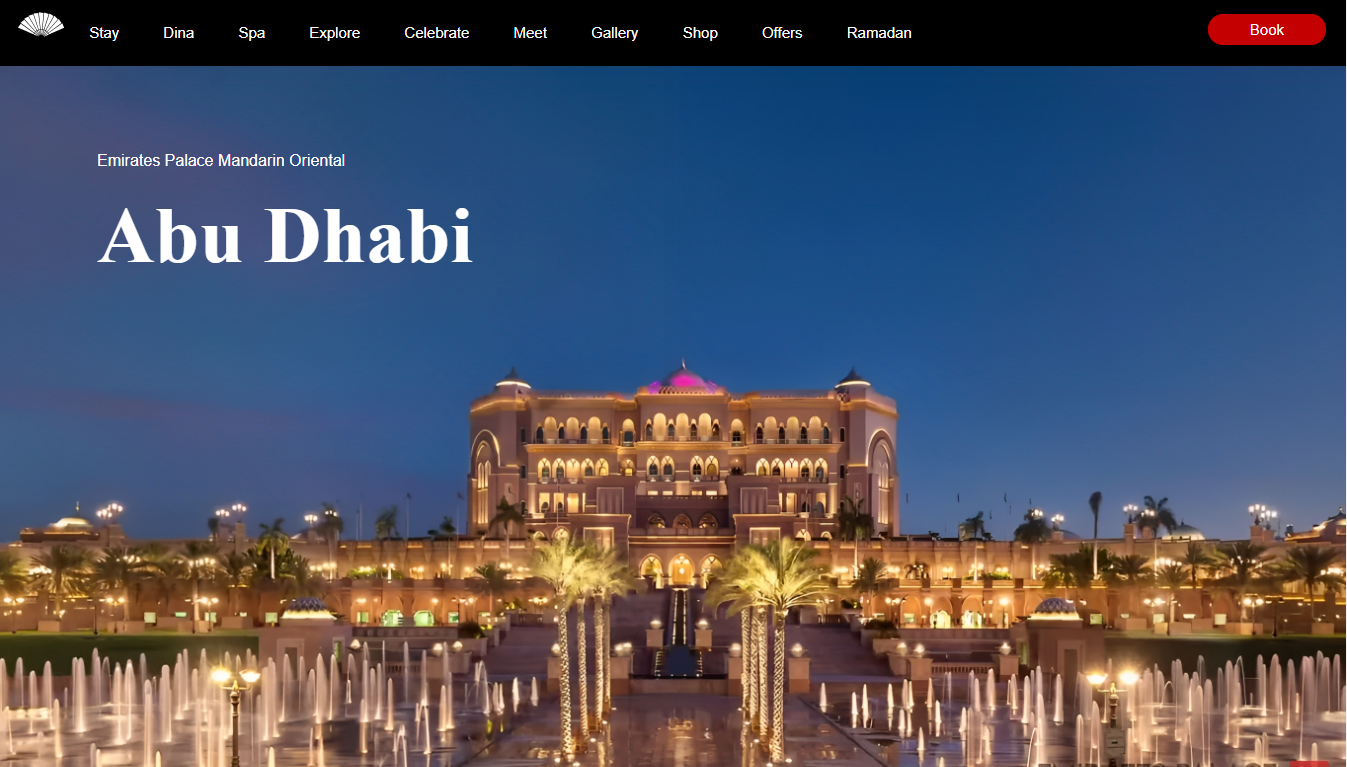 Stay Dina Spa Explore Celebrate Meet Gallery Shop Offers Ramadan Book
Emirates Palace Mandarin Oriental
Abu Dhabi